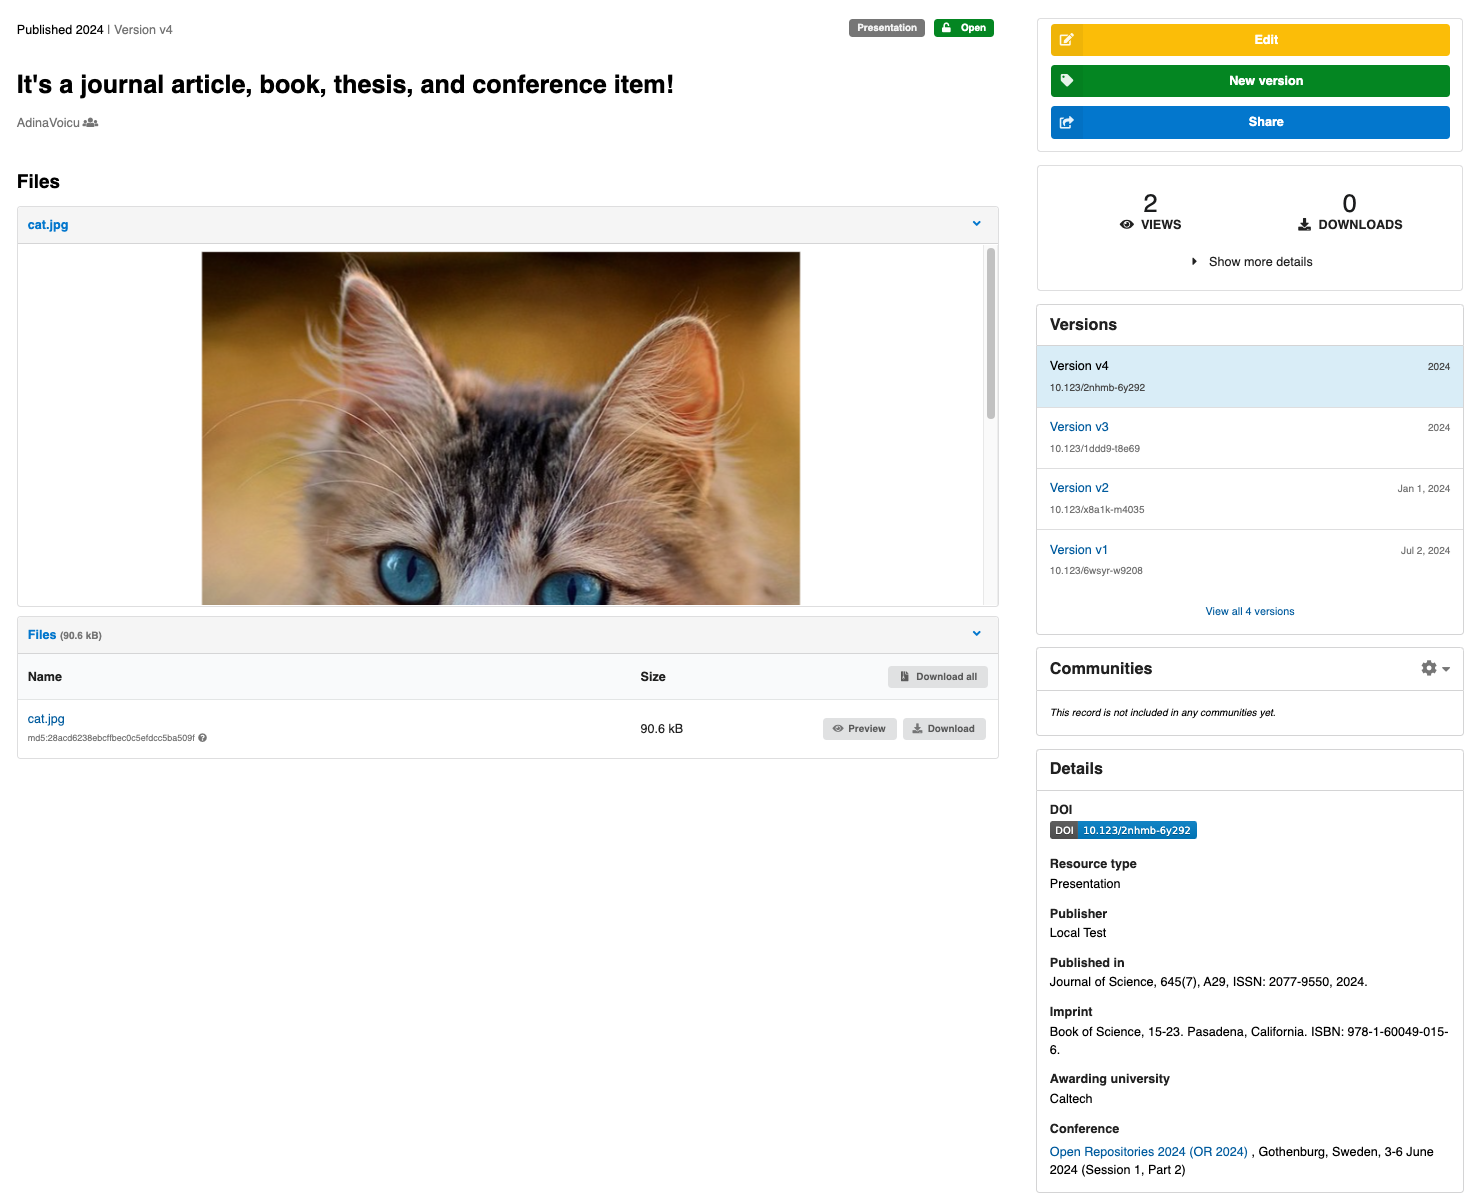 Published 2024 | Version v4
Presentation
Open
It's a journal article, book, thesis, and conference item!
AdinaVoicu
Files
cat.jpg
Files (90.6 kB)
Name Size Download all
cat.jpg
md5:28acd6238ebcffbec0c5efdcc5ba509f
90.6 kB
Preview
Download
Edit
New version
Share
2
VIEWS
0
DOWNLOADS
Show more details
Versions
Version v4 2024
10.123/2nhmb-6y292
Version v3 2024
10.123/1ddd9-t8e69
Version v2 Jan 1, 2024
10.123/x8a1k-m4035
Version v1 Jul 2, 2024
10.123/6wsyr-w9208
View all 4 versions
Communities
This record is not included in any communities yet.
Details
DOI
DOI 10.123/2nhmb-6y292
Resource type
Presentation
Publisher
Local Test
Published in
Journal of Science, 645(7), A29, ISSN: 2077-9550, 2024.
Imprint
Book of Science, 15-23. Pasadena, California. ISBN: 978-1-60049-015-
6.
Awarding university
Caltech
Conference
Open Repositories 2024 (OR 2024) , Gothenburg, Sweden, 3-6 June
2024 (Session 1, Part 2)